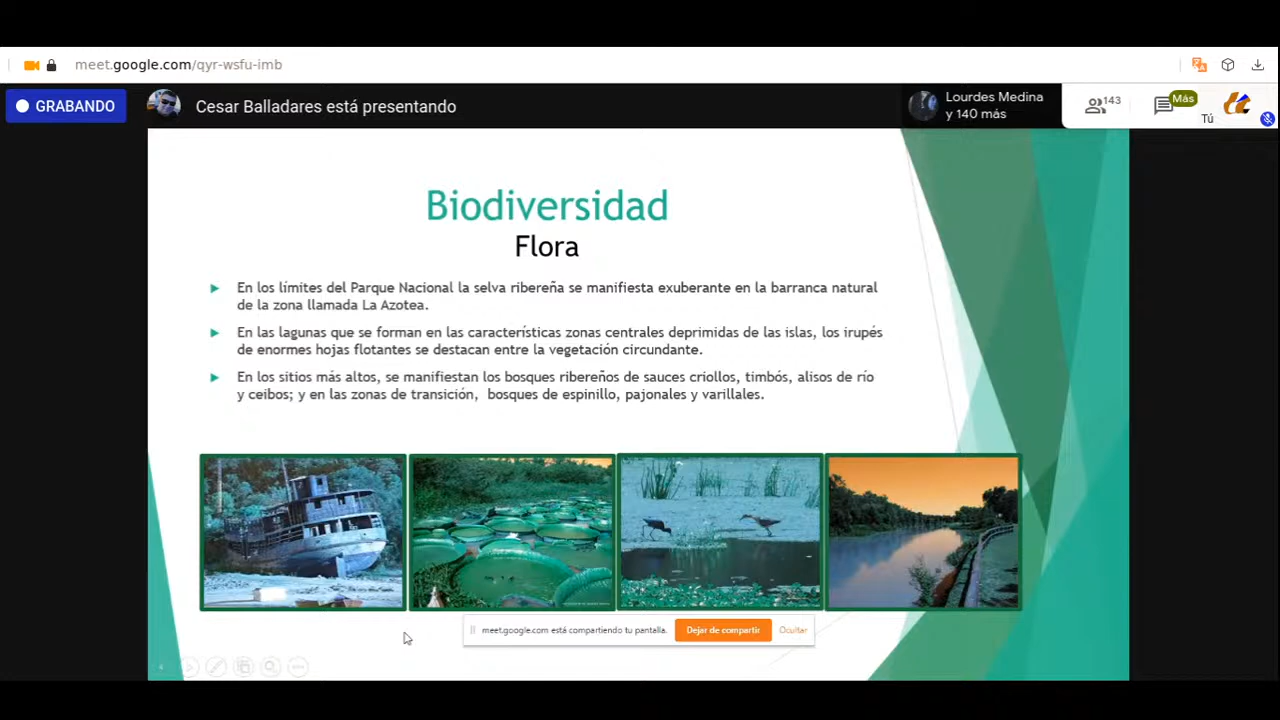 meet.google.com/qyr-wsfu-imb
GRABANDO
Cesar Balladares está presentando
Lourdes Medina
y 140 más
143
Más
Tú
Biodiversidad
Flora
En los límites del Parque Nacional la selva ribereña se manifiesta exuberante en la barranca natural
de la zona llamada La Azotea.
En las lagunas que se forman en las características zonas centrales deprimidas de las islas, los irupés
de enormes hojas flotantes se destacan entre la vegetación circundante.
En los sitios más altos, se manifiestan los bosques ribereños de sauces criollos, timbós, alisos de río
y ceibos; y en las zonas de transición, bosques de espinillo, pajonales y varillales.
meet.google.com está compartiendo tu pantalla.
Dejar de compartir
Ocultar